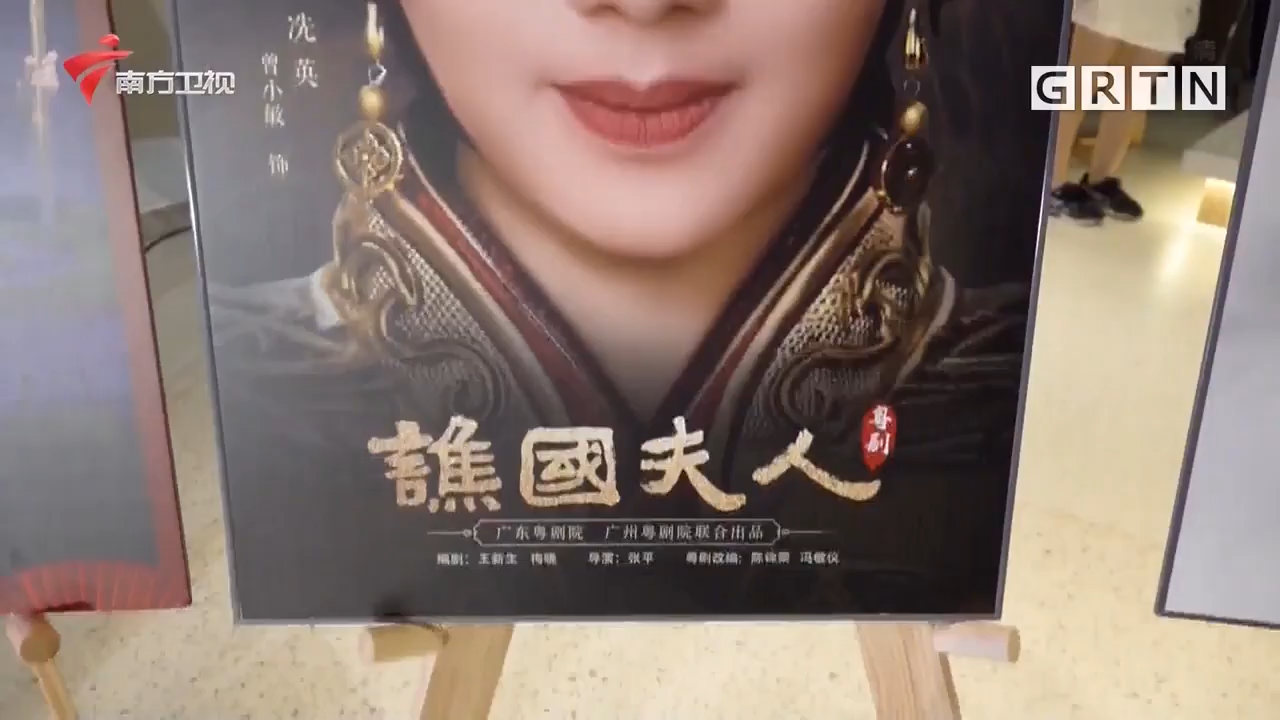 南方卫视
GRTN
冼英
曾小敏 饰
譙國夫人
粤剧
广东粤剧院 广州粤剧院联合出品
编剧：王新生 梅晓 导演：张平 粤剧改编：陈锦荣 冯敏仪